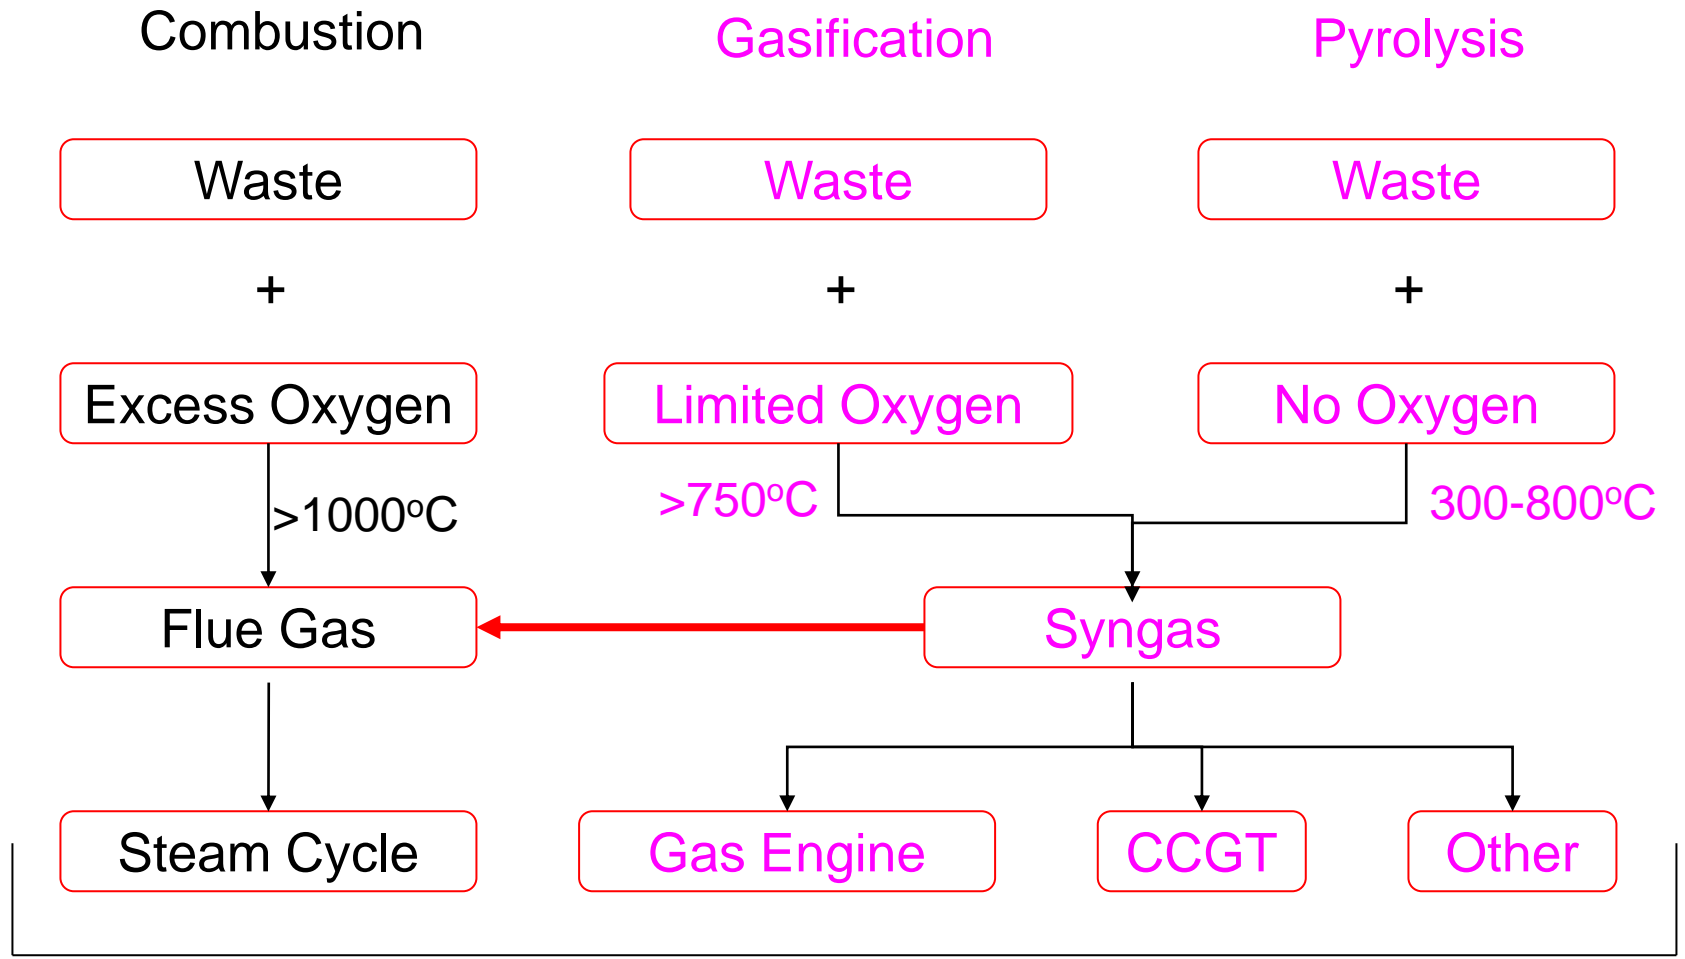 Combustion
Gasification
Pyrolysis
Waste
Waste
Waste
+
+
+
Excess Oxygen
Limited Oxygen
No Oxygen
>1000ºC
>750ºC
300-800ºC
Flue Gas
Syngas
Steam Cycle
Gas Engine
CCGT
Other